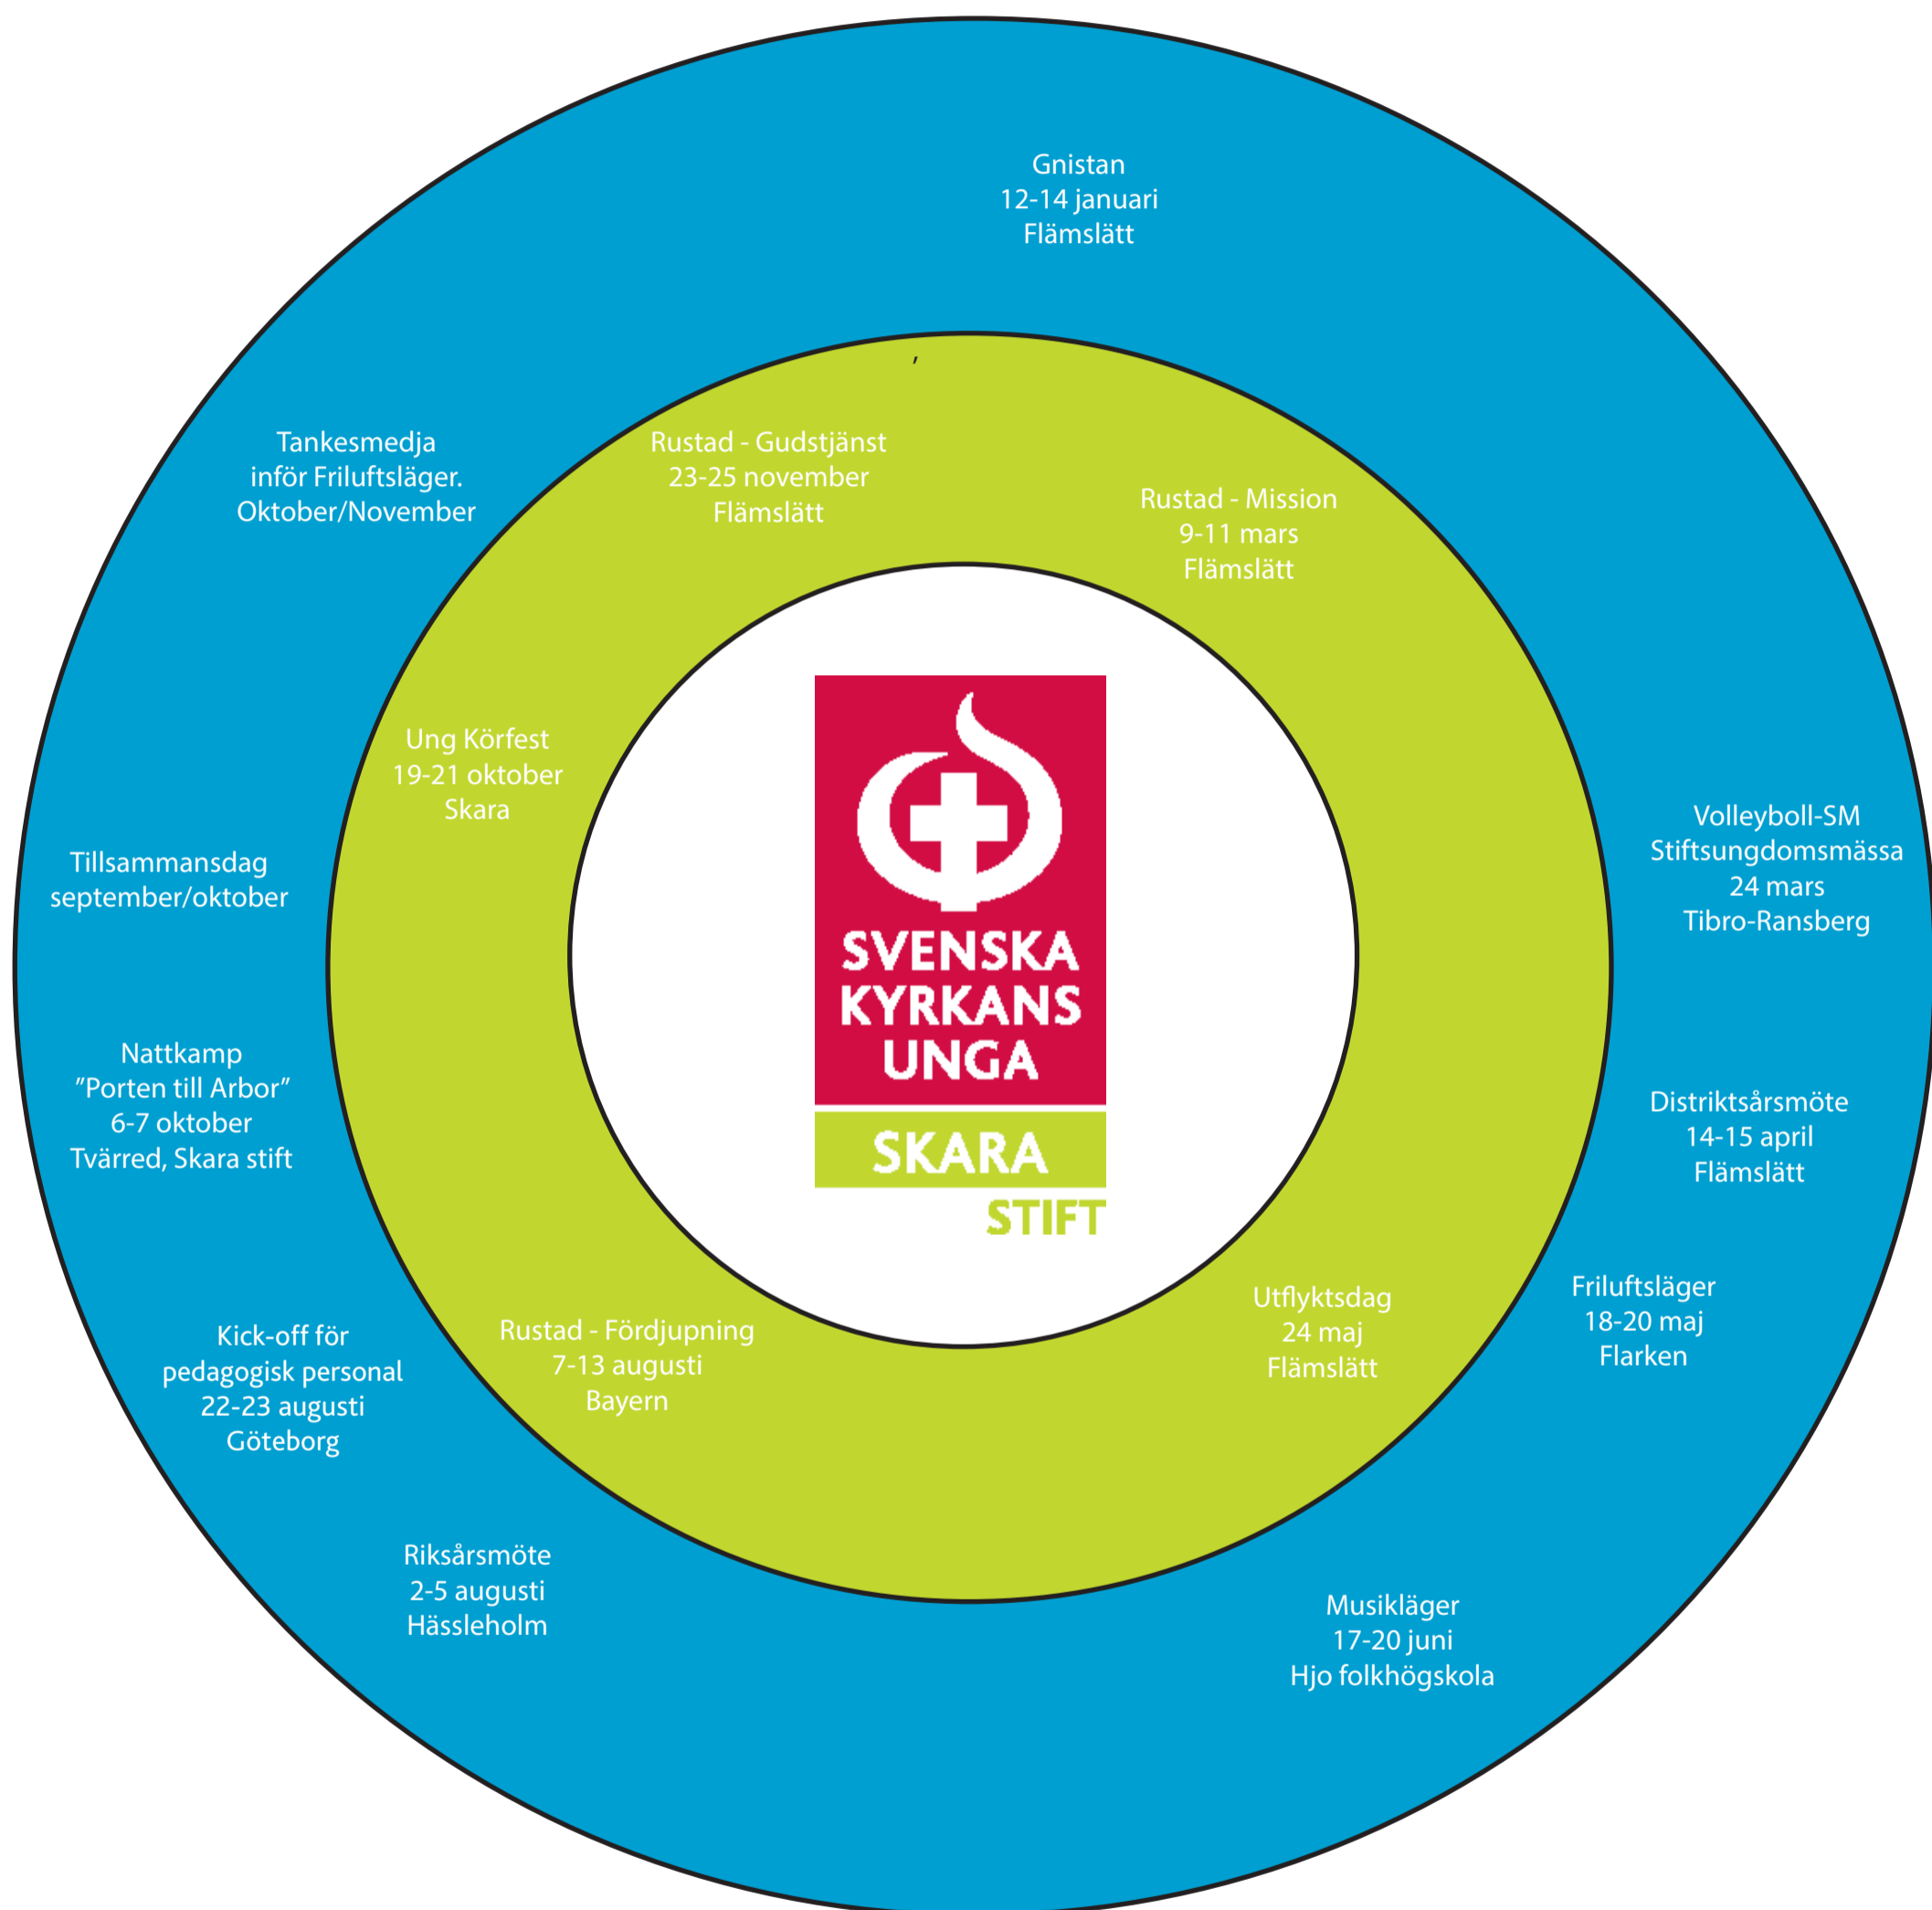 Gnistan
12-14 januari
Flämslätt
,
Tankesmedja
inför Friluftsläger.
Oktober/November
Rustad - Gudstjänst
23-25 november
Flämslätt
Rustad - Mission
9-11 mars
Flämslätt
Ung Körfest
19-21 oktober
Skara
Tillsammansdag
september/oktober
Volleyboll-SM
Stiftsungdomsmässa
24 mars
Tibro-Ransberg
SVENSKA
KYRKANS
UNGA
SKARA
STIFT
Nattkamp
”Porten till Arbor”
6-7 oktober
Tvärred, Skara stift
Distriktsårsmöte
14-15 april
Flämslätt
Friluftsläger
18-20 maj
Flarken
Utflyktsdag
24 maj
Flämslätt
Rustad - Fördjupning
7-13 augusti
Bayern
Kick-off för
pedagogisk personal
22-23 augusti
Göteborg
Riksårsmöte
2-5 augusti
Hässleholm
Musikläger
17-20 juni
Hjo folkhögskola